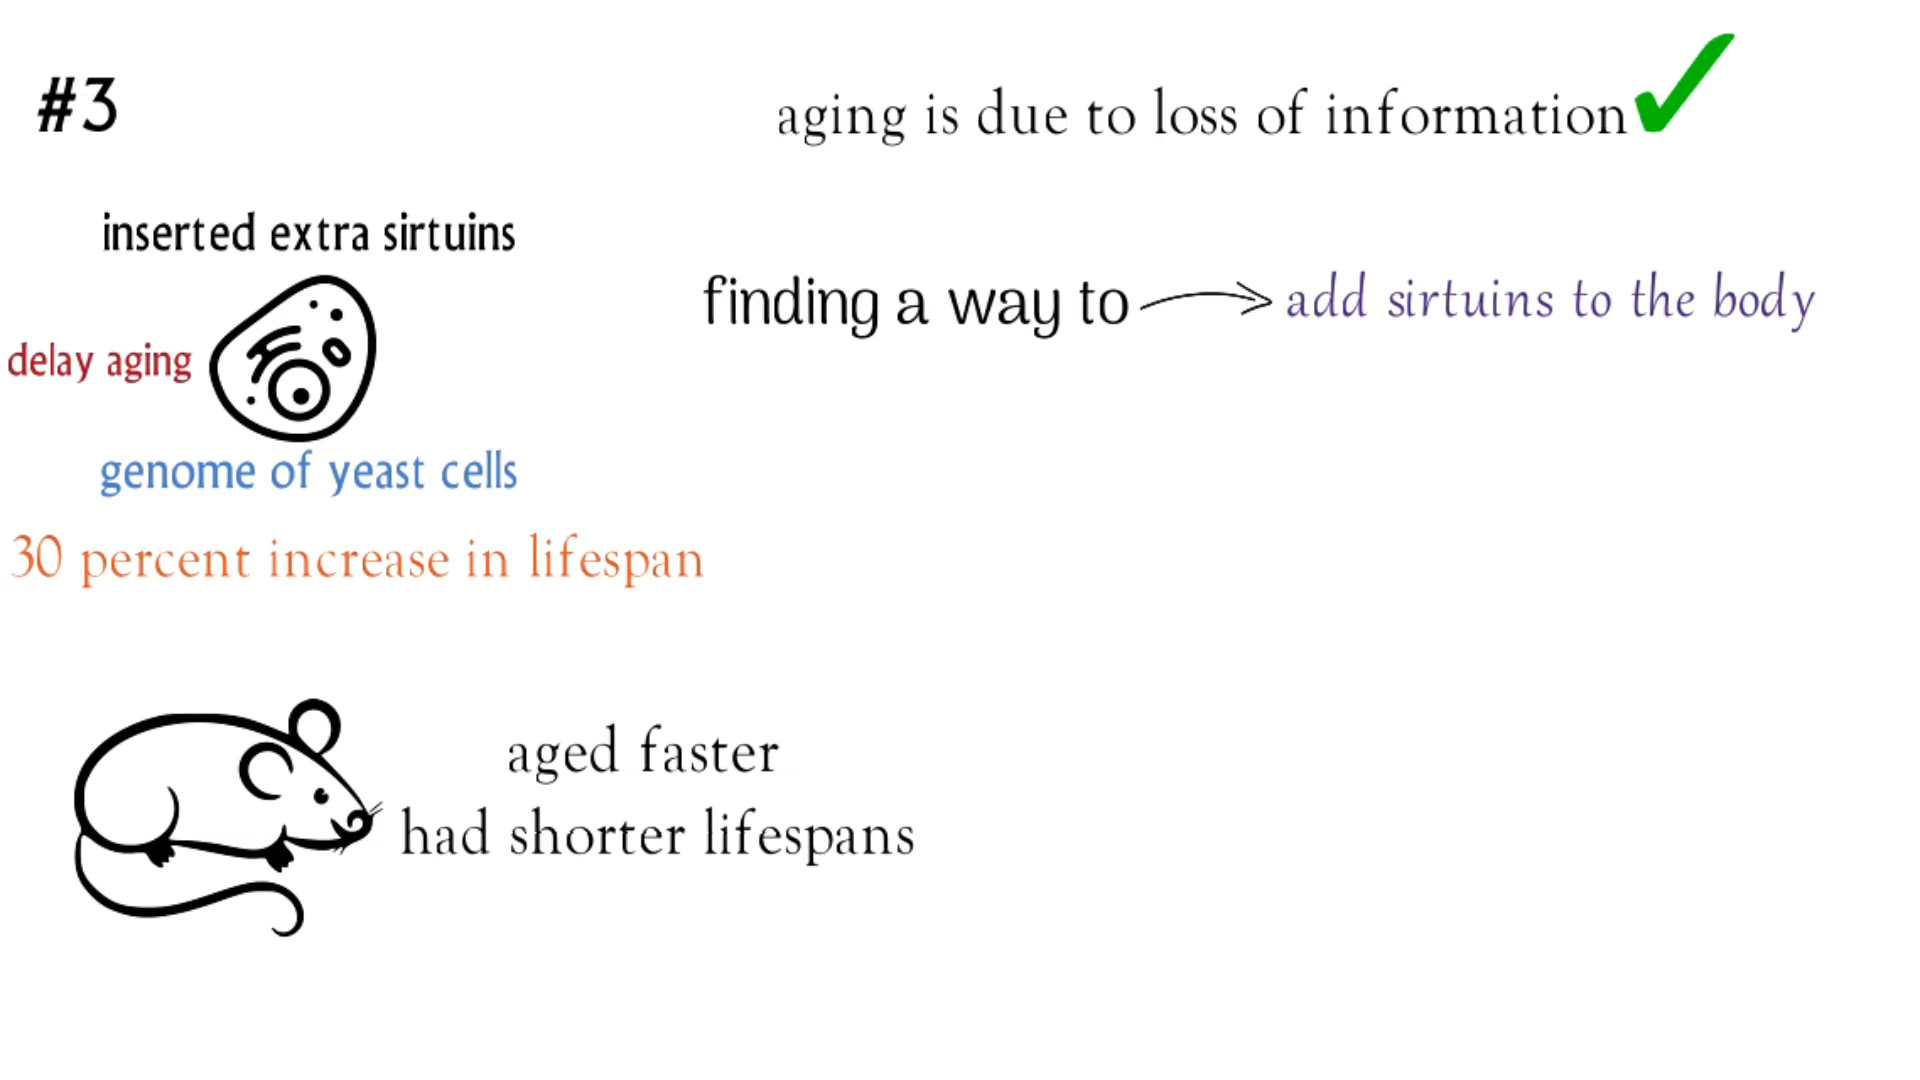 #3
aging is due to loss of information
inserted extra sirtuins
finding a way to
add sirtuins to the body
delay aging
genome of yeast cells
30 percent increase in lifespan
aged faster
had shorter lifespans